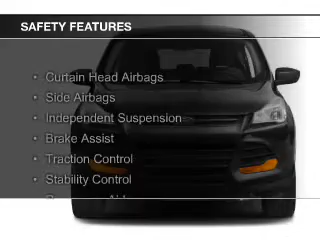 SAFETY FEATURES
• Curtain Head Airbags
• Side Airbags
• Independent Suspension
• Brake Assist
• Traction Control
• Stability Control